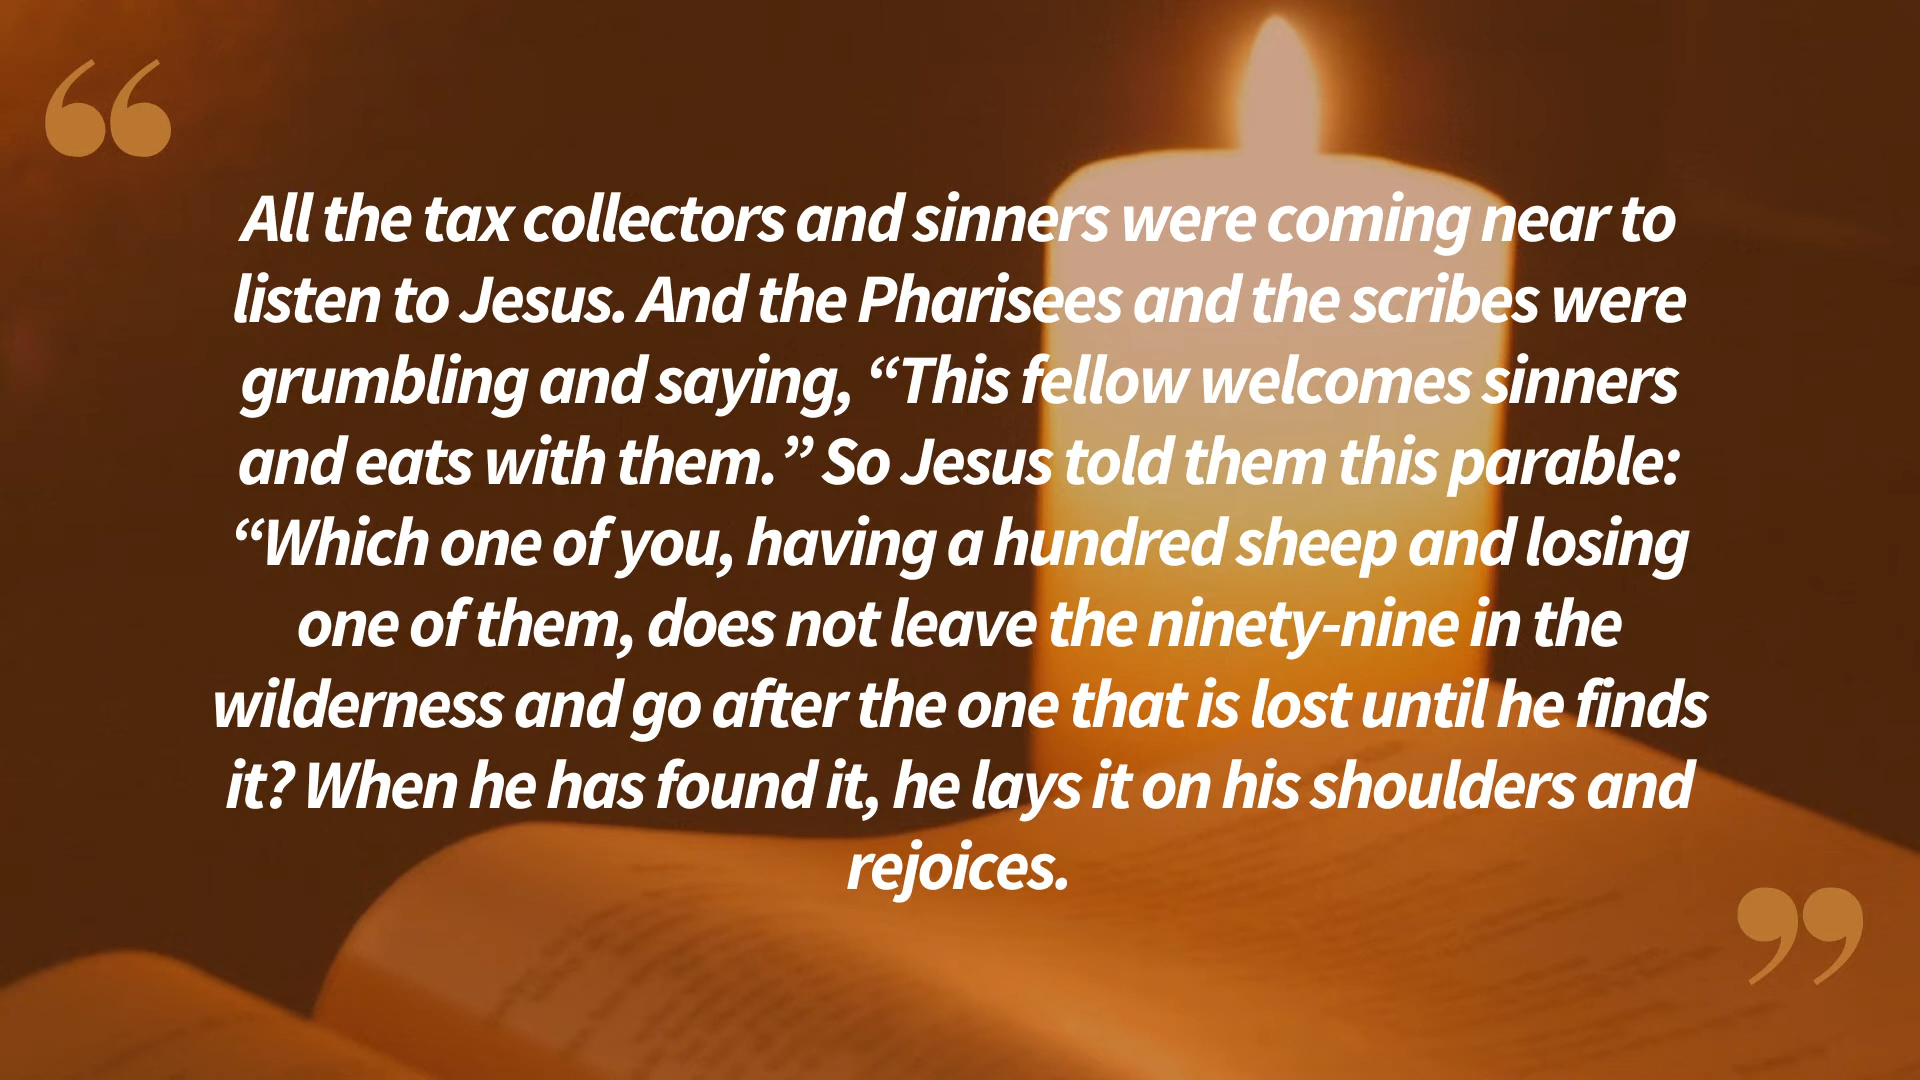 “
All the tax collectors and sinners were coming near to
listen to Jesus. And the Pharisees and the scribes were
grumbling and saying, “This fellow welcomes sinners
and eats with them.” So Jesus told them this parable:
“Which one of you, having a hundred sheep and losing
one of them, does not leave the ninety-nine in the
wilderness and go after the one that is lost until he finds
it? When he has found it, he lays it on his shoulders and
rejoices.
”